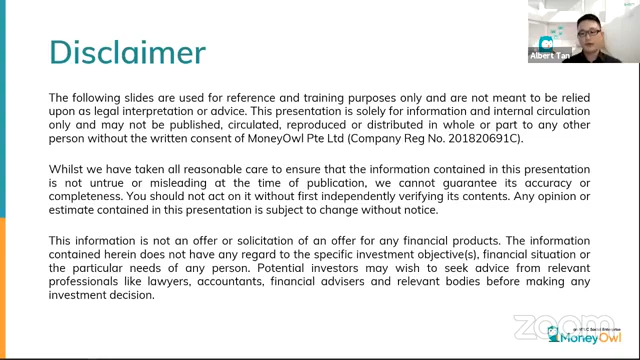 Disclaimer
Albert Tan
The following slides are used for reference and training purposes only and are not meant to be relied
upon as legal interpretation or advice. This presentation is solely for information and internal circulation
only and may not be published, circulated, reproduced or distributed in whole or part to any other
person without the written consent of MoneyOwl Pte Ltd (Company Reg No. 201820691C).
Whilst we have taken all reasonable care to ensure that the information contained in this presentation
is not untrue or misleading at the time of publication, we cannot guarantee its accuracy or
completeness. You should not act on it without first independently verifying its contents. Any opinion or
estimate contained in this presentation is subject to change without notice.
This information is not an offer or solicitation of an offer for any financial products. The information
contained herein does not have any regard to the specific investment objective(s), financial situation or
the particular needs of any person. Potential investors may wish to seek advice from relevant
professionals like lawyers, accountants, financial advisers and relevant bodies before making any
investment decision.
zoom
MoneyOwl